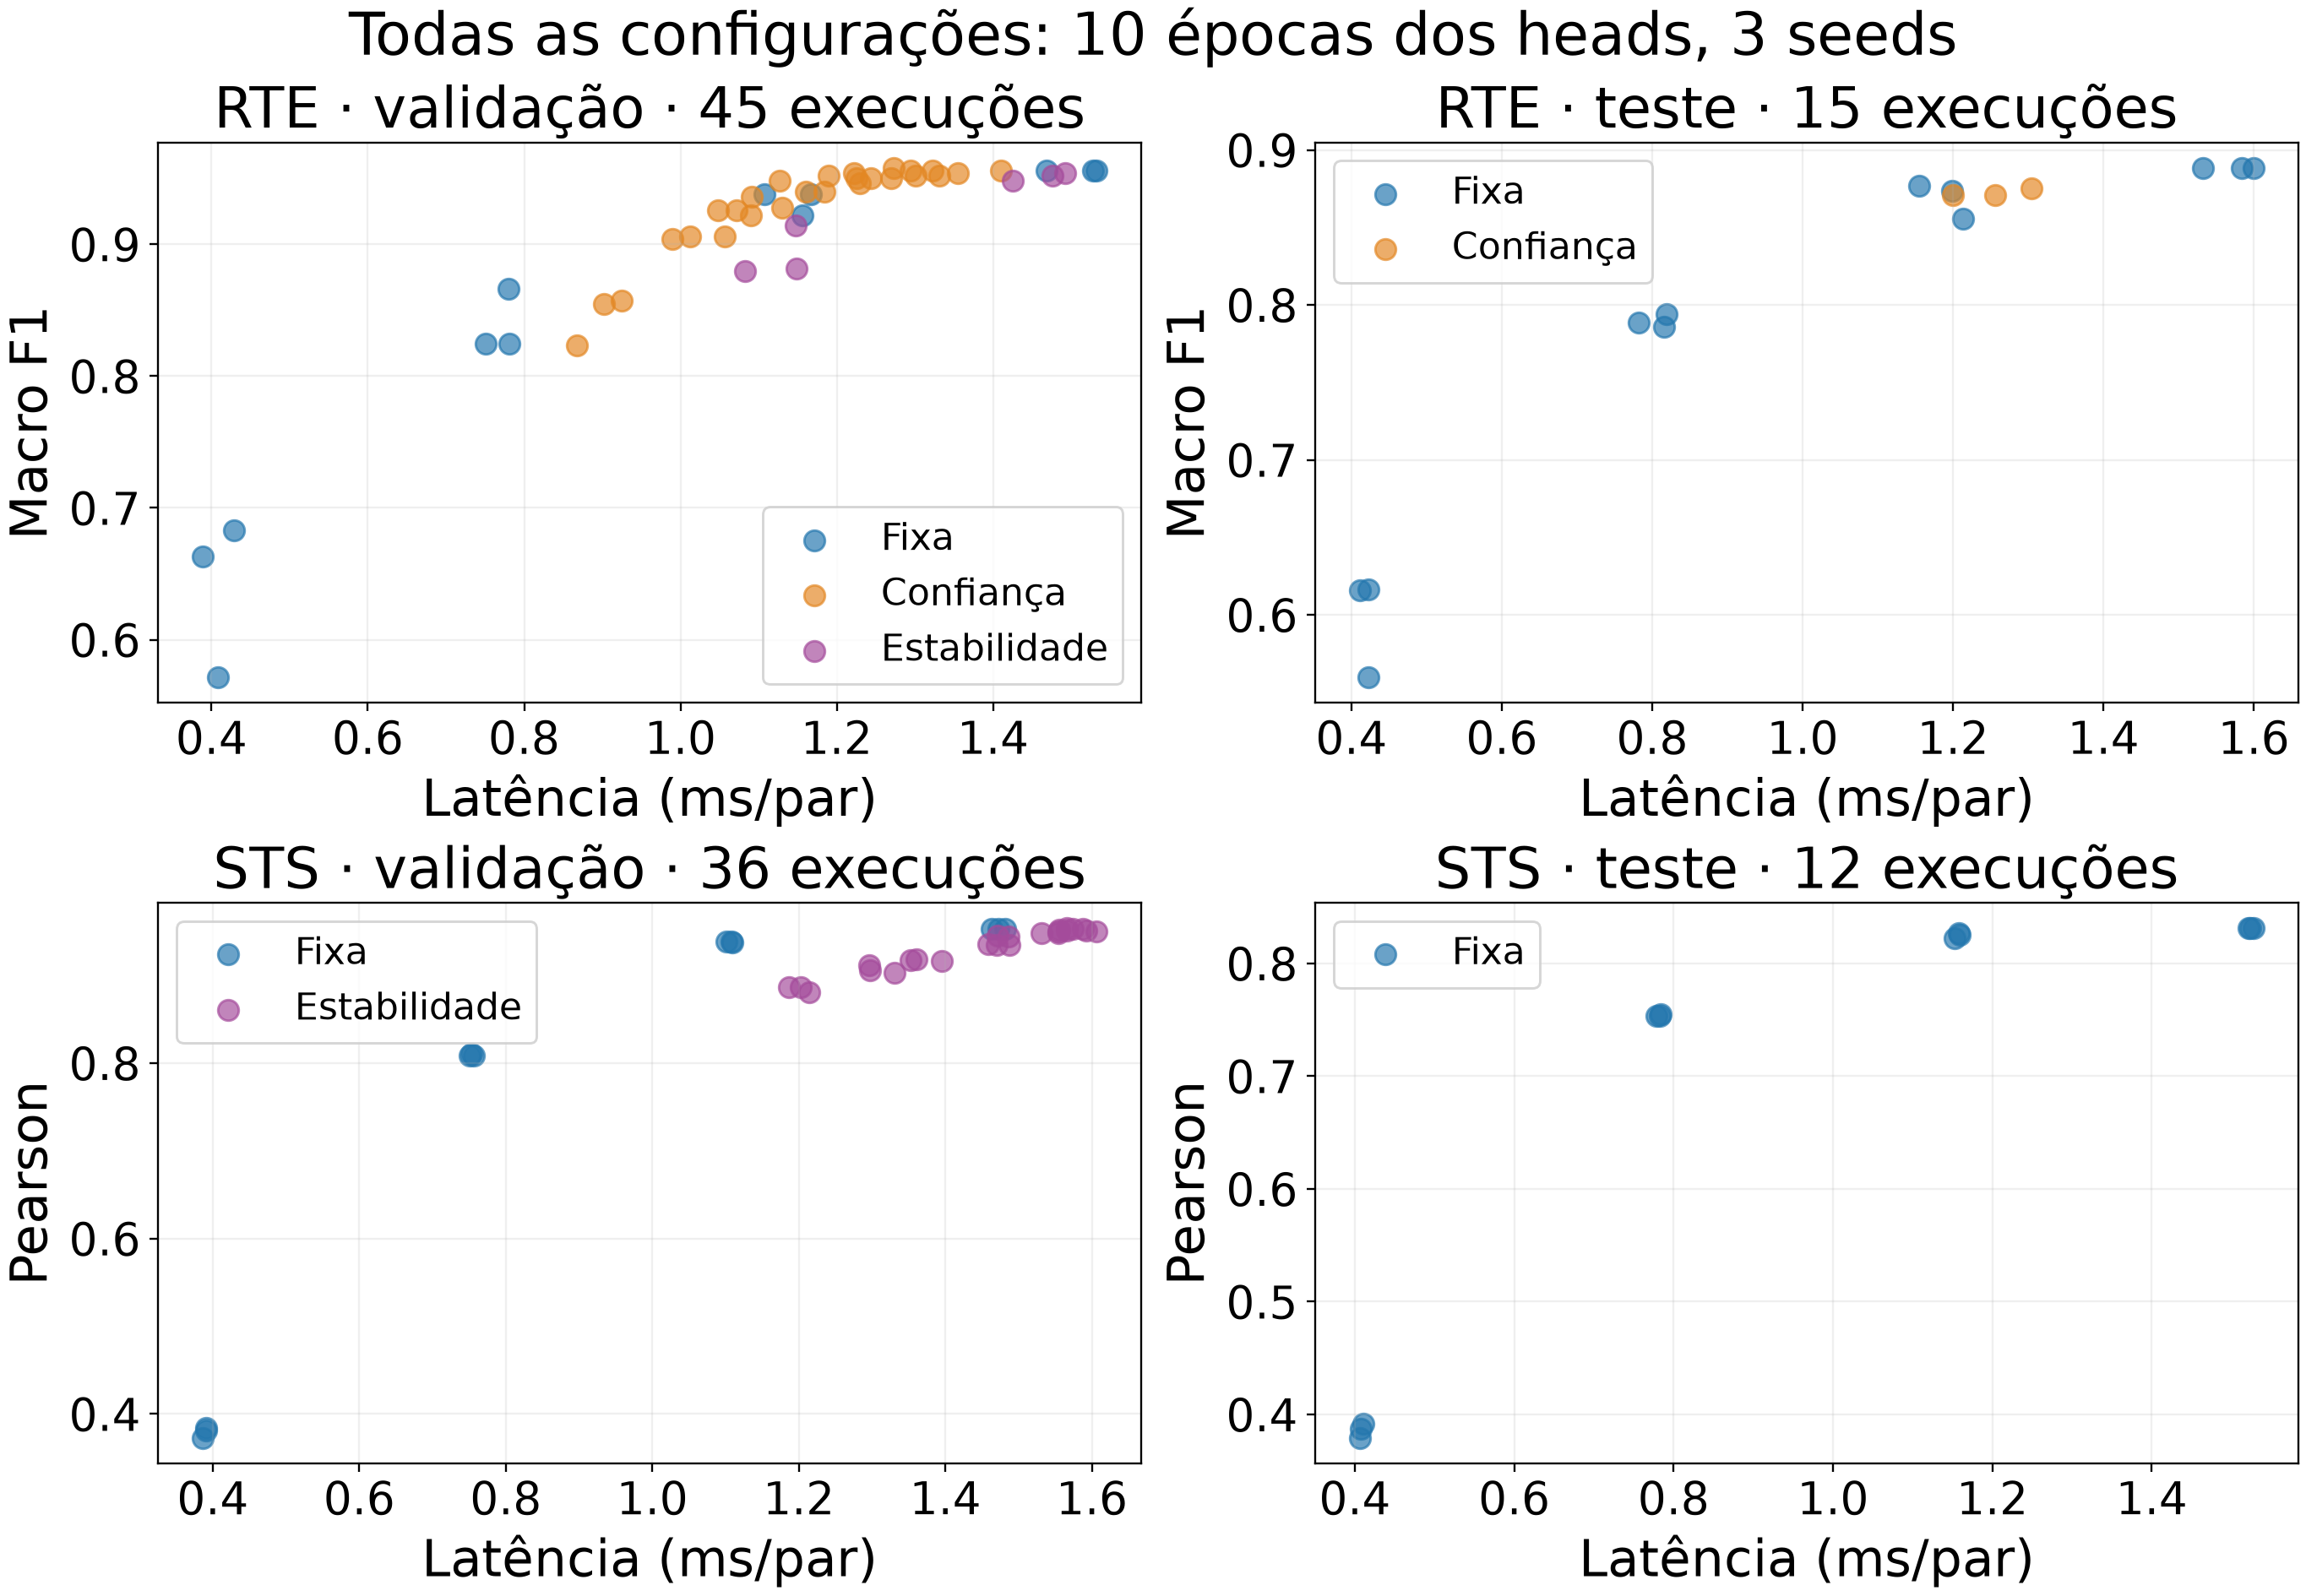 Todas as configurações: 10 épocas dos heads, 3 seeds
RTE · validação · 45 execuções
Macro F1
0.9
0.8
0.7
0.6
Fixa
Confiança
Estabilidade
0.4 0.6 0.8 1.0 1.2 1.4
Latência (ms/par)
RTE · teste · 15 execuções
Macro F1
0.9
0.8
0.7
0.6
Fixa
Confiança
0.4 0.6 0.8 1.0 1.2 1.4 1.6
Latência (ms/par)
STS · validação · 36 execuções
Pearson
0.8
0.6
0.4
Fixa
Estabilidade
0.4 0.6 0.8 1.0 1.2 1.4 1.6
Latência (ms/par)
STS · teste · 12 execuções
Pearson
0.8
0.7
0.6
0.5
0.4
Fixa
0.4 0.6 0.8 1.0 1.2 1.4
Latência (ms/par)